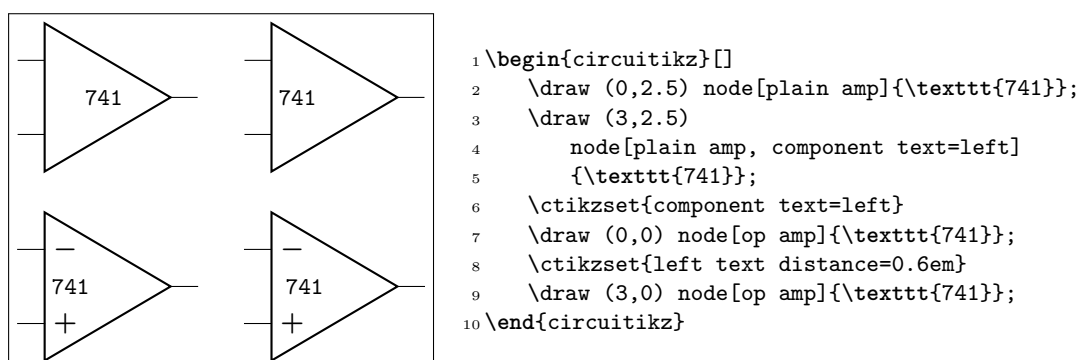 741 741
− −
741 741
+ +
1 \begin{circuitikz}[]
2     \draw (0,2.5) node[plain amp]{\texttt{741}};
3     \draw (3,2.5)
4         node[plain amp, component text=left]
5         {\texttt{741}};
6     \ctikzset{component text=left}
7     \draw (0,0) node[op amp]{\texttt{741}};
8     \ctikzset{left text distance=0.6em}
9     \draw (3,0) node[op amp]{\texttt{741}};
10 \end{circuitikz}